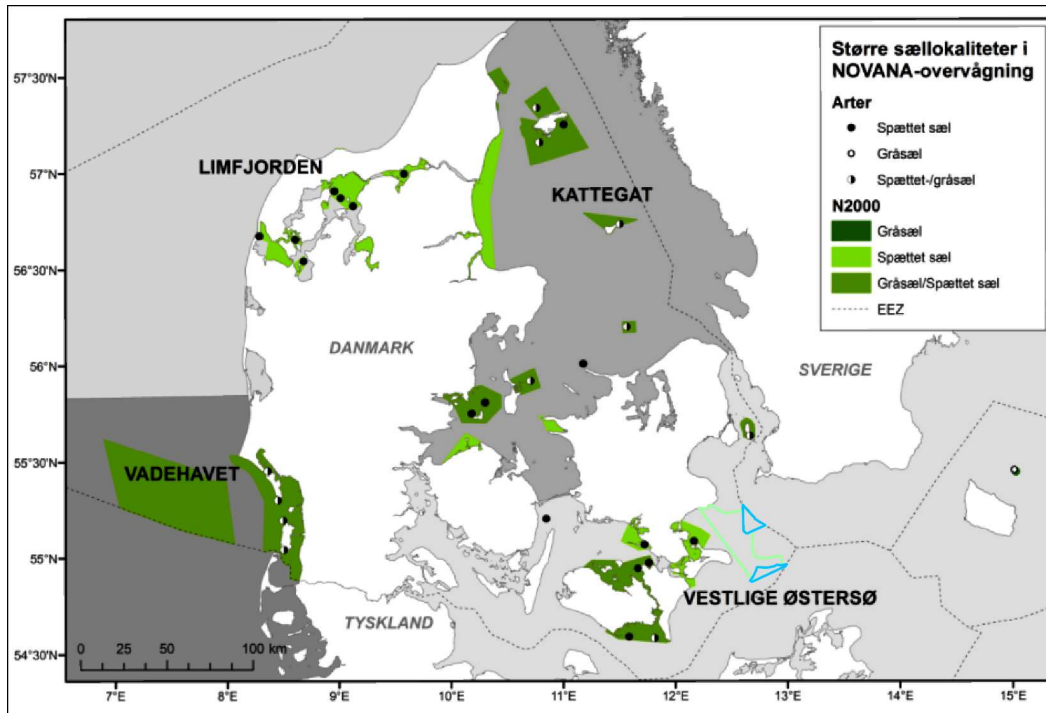 Større sællokaliteter i
NOVANA-overvågning
Arter
Spættet sæl
Gråsæl
Spættet-/gråsæl
N2000
Gråsæl
Spættet sæl
Gråsæl/Spættet sæl
EEZ
57°30'N
57°N
56°30'N
56°N
55°30'N
55°N
54°30'N
LIMFJORDEN
KATTEGAT
DANMARK
SVERIGE
VADEHAVET
VESTLIGE ØSTERSØ
TYSKLAND
0 50 100 km
7°E 8°E 9°E 10°E 11°E 12°E 13°E 14°E 15°E